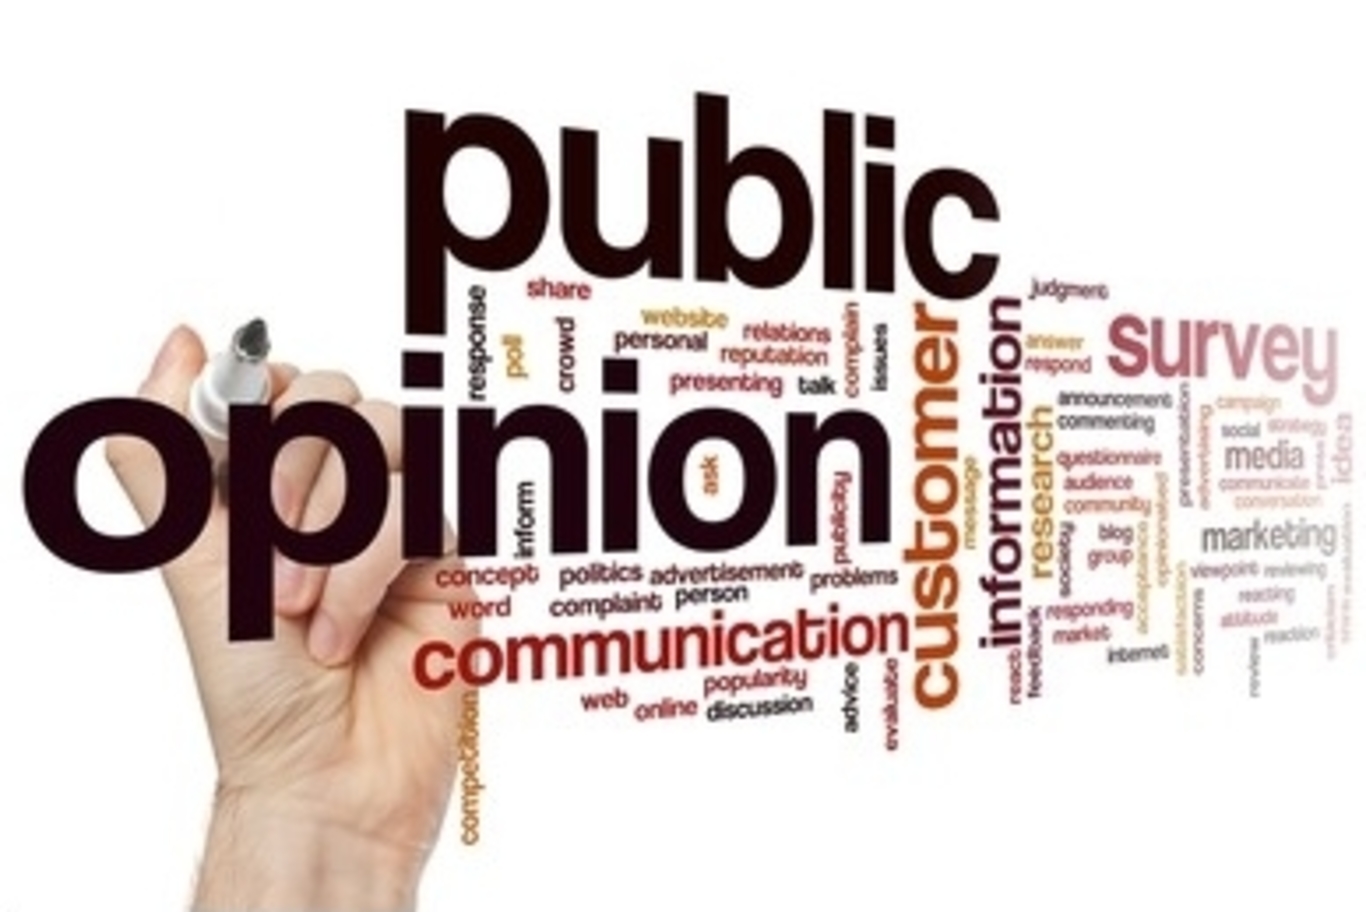 public
response
share
poll
crowd
website
personal
relations
reputation
presenting
talk
complain
issues
opinion
inform
ask
publicity
concept
politics
advertisement
problems
word
complaint
person
communication
web
online
popularity
discussion
advice
evaluate
competition
customer
message
information
judgment
answer
respond
survey
research
announcement
commenting
questionnaire
audience
community
society
blog
group
acceptance
opinionated
responding
market
react
feedback
internet
presentation
advertising
campaign
social
strategy
media
communicate
conversation
press
idea
marketing
viewpoint
reviewing
satisfaction
concerns
reacting
attitude
reaction
review